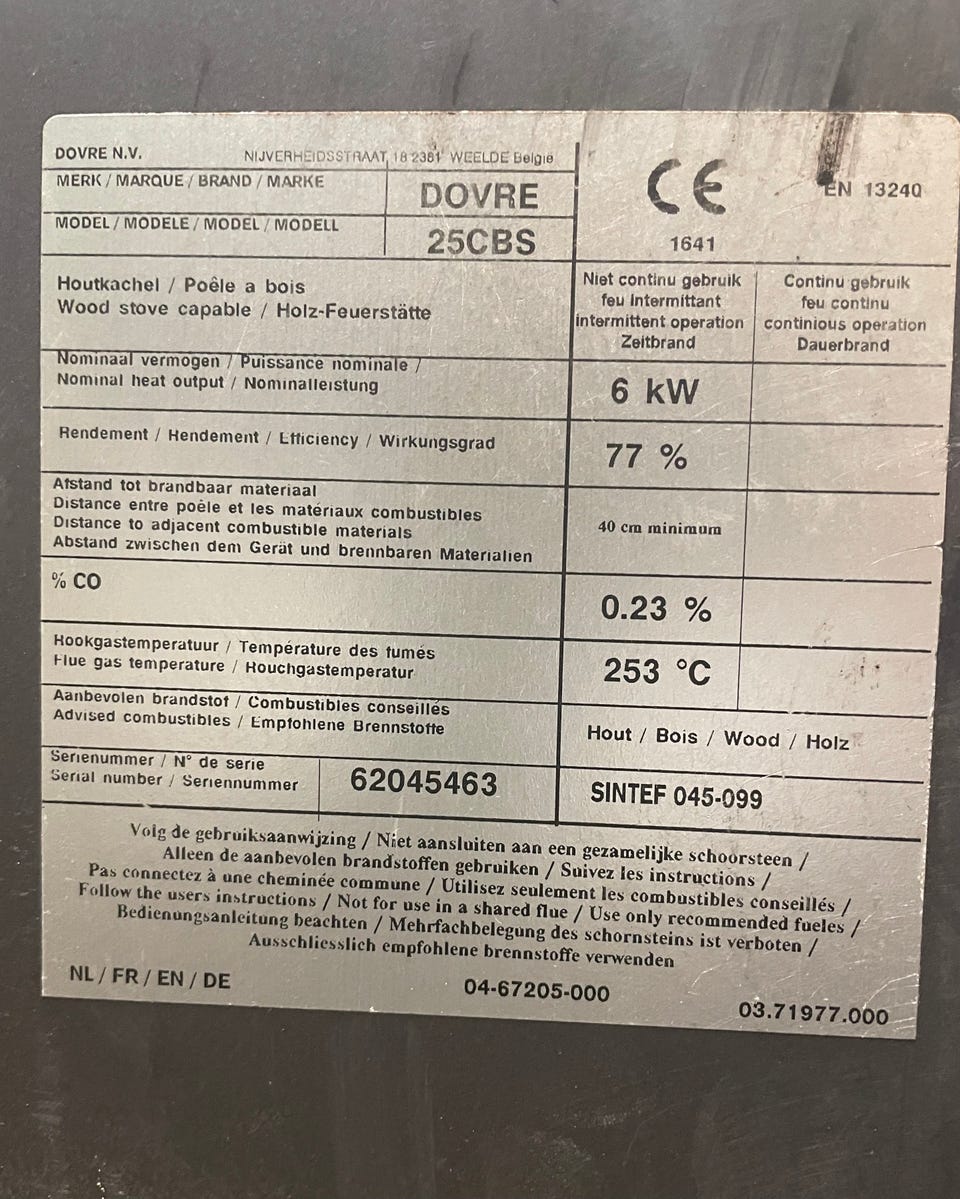 DOVRE N.V. NIJVERHEIDSSTRAAT 18 2381 WEELDE België
MERK / MARQUE / BRAND / MARKE DOVRE
MODEL / MODELE / MODEL / MODELL 25CBS
CE EN 13240
1641
Houtkachel / Poêle a bois
Wood stove capable / Holz-Feuerstätte
Niet continu gebruik
feu Intermittant
intermittent operation
Zeitbrand
Continu gebruik
feu continu
continious operation
Dauerbrand
Nominaal vermogen / Puissance nominale /
Nominal heat output / Nominalleistung
6 kW
Rendement / Hendement / Efficiency / Wirkungsgrad
77 %
Afstand tot brandbaar materiaal
Distance entre poêle et les matériaux combustibles
Distance to adjacent combustible materials
Abstand zwischen dem Gerät und brennbaren Materialien
40 cm minimum
% CO
0.23 %
Hookgastemperatuur / Température des fumés
Flue gas temperature / Rouchgastemperatur
253 °C
Aanbevolen brandstof / Combustibles conseillés
Advised combustibles / Empfohlene Brennstoffe
Hout / Bois / Wood / Holz
Serienummer / N° de serie
Serial number / Seriennummer
62045463
SINTEF 045-099
Volg de gebruiksaanwijzing / Niet aansluiten aan een gezamelijke schoorsteen /
Alleen de aanbevolen brandstoffen gebruiken / Suivez les instructions /
Pas connectez à une cheminée commune / Utilisez seulement les combustibles conseillés /
Follow the users instructions / Not for use in a shared flue / Use only recommended fueles /
Bedienungsanleitung beachten / Mehrfachbelegung des schornsteins ist verboten /
Ausschliesslich empfohlene brennstoffe verwenden
NL / FR / EN / DE
04-67205-000
03.71977.000